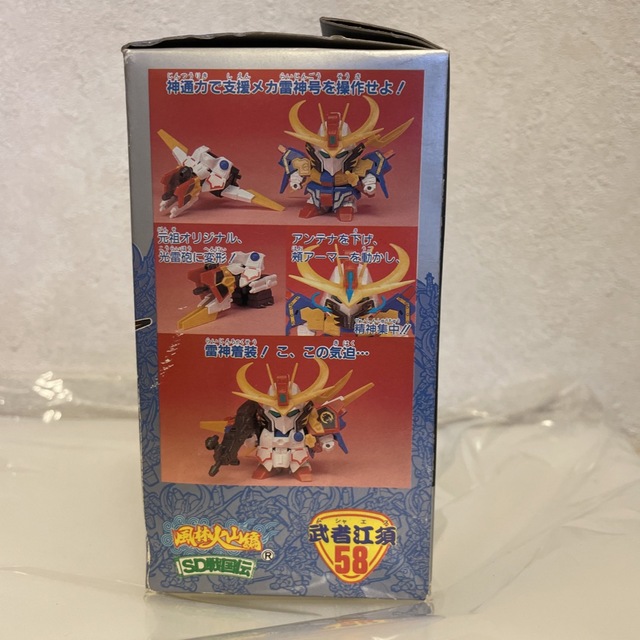 神通力で支援メカ雷神号を操作せよ!
元祖オリジナル、
光雷砲に変形!
アンテナを下げ、
頬アーマーを動かし、
精神集中!!
雷神着装! こ、この気迫…
風林火山編
SD戦国伝
®
武者江須
58